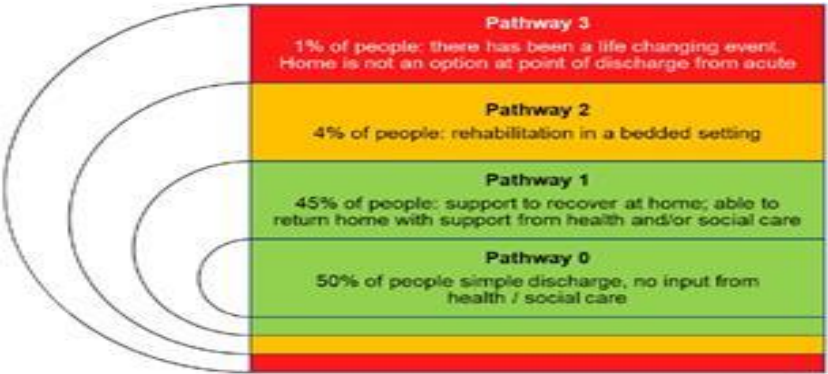 Pathway 3
1% of people: there has been a life changing event.
Home is not an option at point of discharge from acute
Pathway 2
4% of people: rehabilitation in a bedded setting
Pathway 1
45% of people: support to recover at home; able to
return home with support from health and/or social care
Pathway 0
50% of people simple discharge, no input from
health / social care